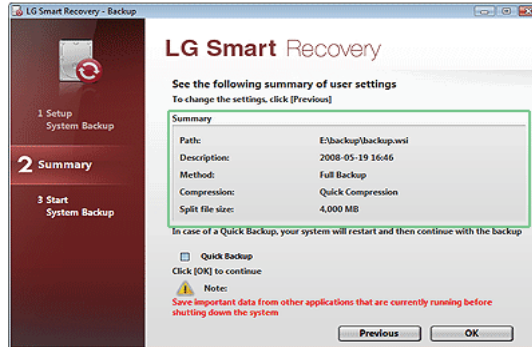 LG Smart Recovery - Backup
LG Smart Recovery
1 Setup
System Backup
2 Summary
3 Start
System Backup
See the following summary of user settings
To change the settings, click [Previous]
Summary
Path: E:\backup\backup.wsi
Description: 2008-05-19 16:46
Method: Full Backup
Compression: Quick Compression
Split file size: 4,000 MB
In case of a Quick Backup, your system will restart and then continue with the backup
Quick Backup
Click [OK] to continue
Note:
Save important data from other applications that are currently running before
shutting down the system
Previous
OK